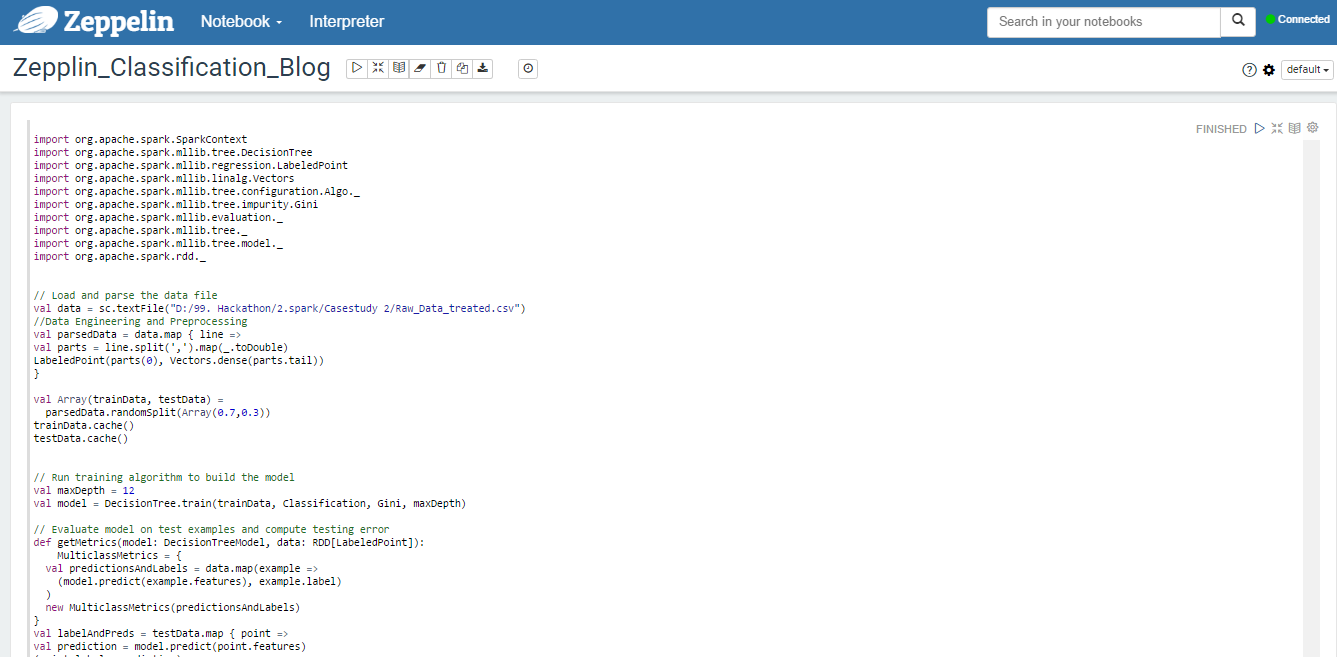 Zeppelin Notebook Interpreter Search in your notebooks Connected
Zepplin_Classification_Blog default
FINISHED
import org.apache.spark.SparkContext
import org.apache.spark.mllib.tree.DecisionTree
import org.apache.spark.mllib.regression.LabeledPoint
import org.apache.spark.mllib.linalg.Vectors
import org.apache.spark.mllib.tree.configuration.Algo._
import org.apache.spark.mllib.tree.impurity.Gini
import org.apache.spark.mllib.evaluation._
import org.apache.spark.mllib.tree._
import org.apache.spark.mllib.tree.model._
import org.apache.spark.rdd._
// Load and parse the data file
val data = sc.textFile("D:/99. Hackathon/2.spark/Casestudy 2/Raw_Data_treated.csv")
//Data Engineering and Preprocessing
val parsedData = data.map { line =>
val parts = line.split(',').map(_.toDouble)
LabeledPoint(parts(0), Vectors.dense(parts.tail))
}
val Array(trainData, testData) =
parsedData.randomSplit(Array(0.7,0.3))
trainData.cache()
testData.cache()
// Run training algorithm to build the model
val maxDepth = 12
val model = DecisionTree.train(trainData, Classification, Gini, maxDepth)
// Evaluate model on test examples and compute testing error
def getMetrics(model: DecisionTreeModel, data: RDD[LabeledPoint]):
MulticlassMetrics = {
val predictionsAndLabels = data.map(example =>
(model.predict(example.features), example.label)
)
new MulticlassMetrics(predictionsAndLabels)
}
val labelAndPreds = testData.map { point =>
val prediction = model.predict(point.features)